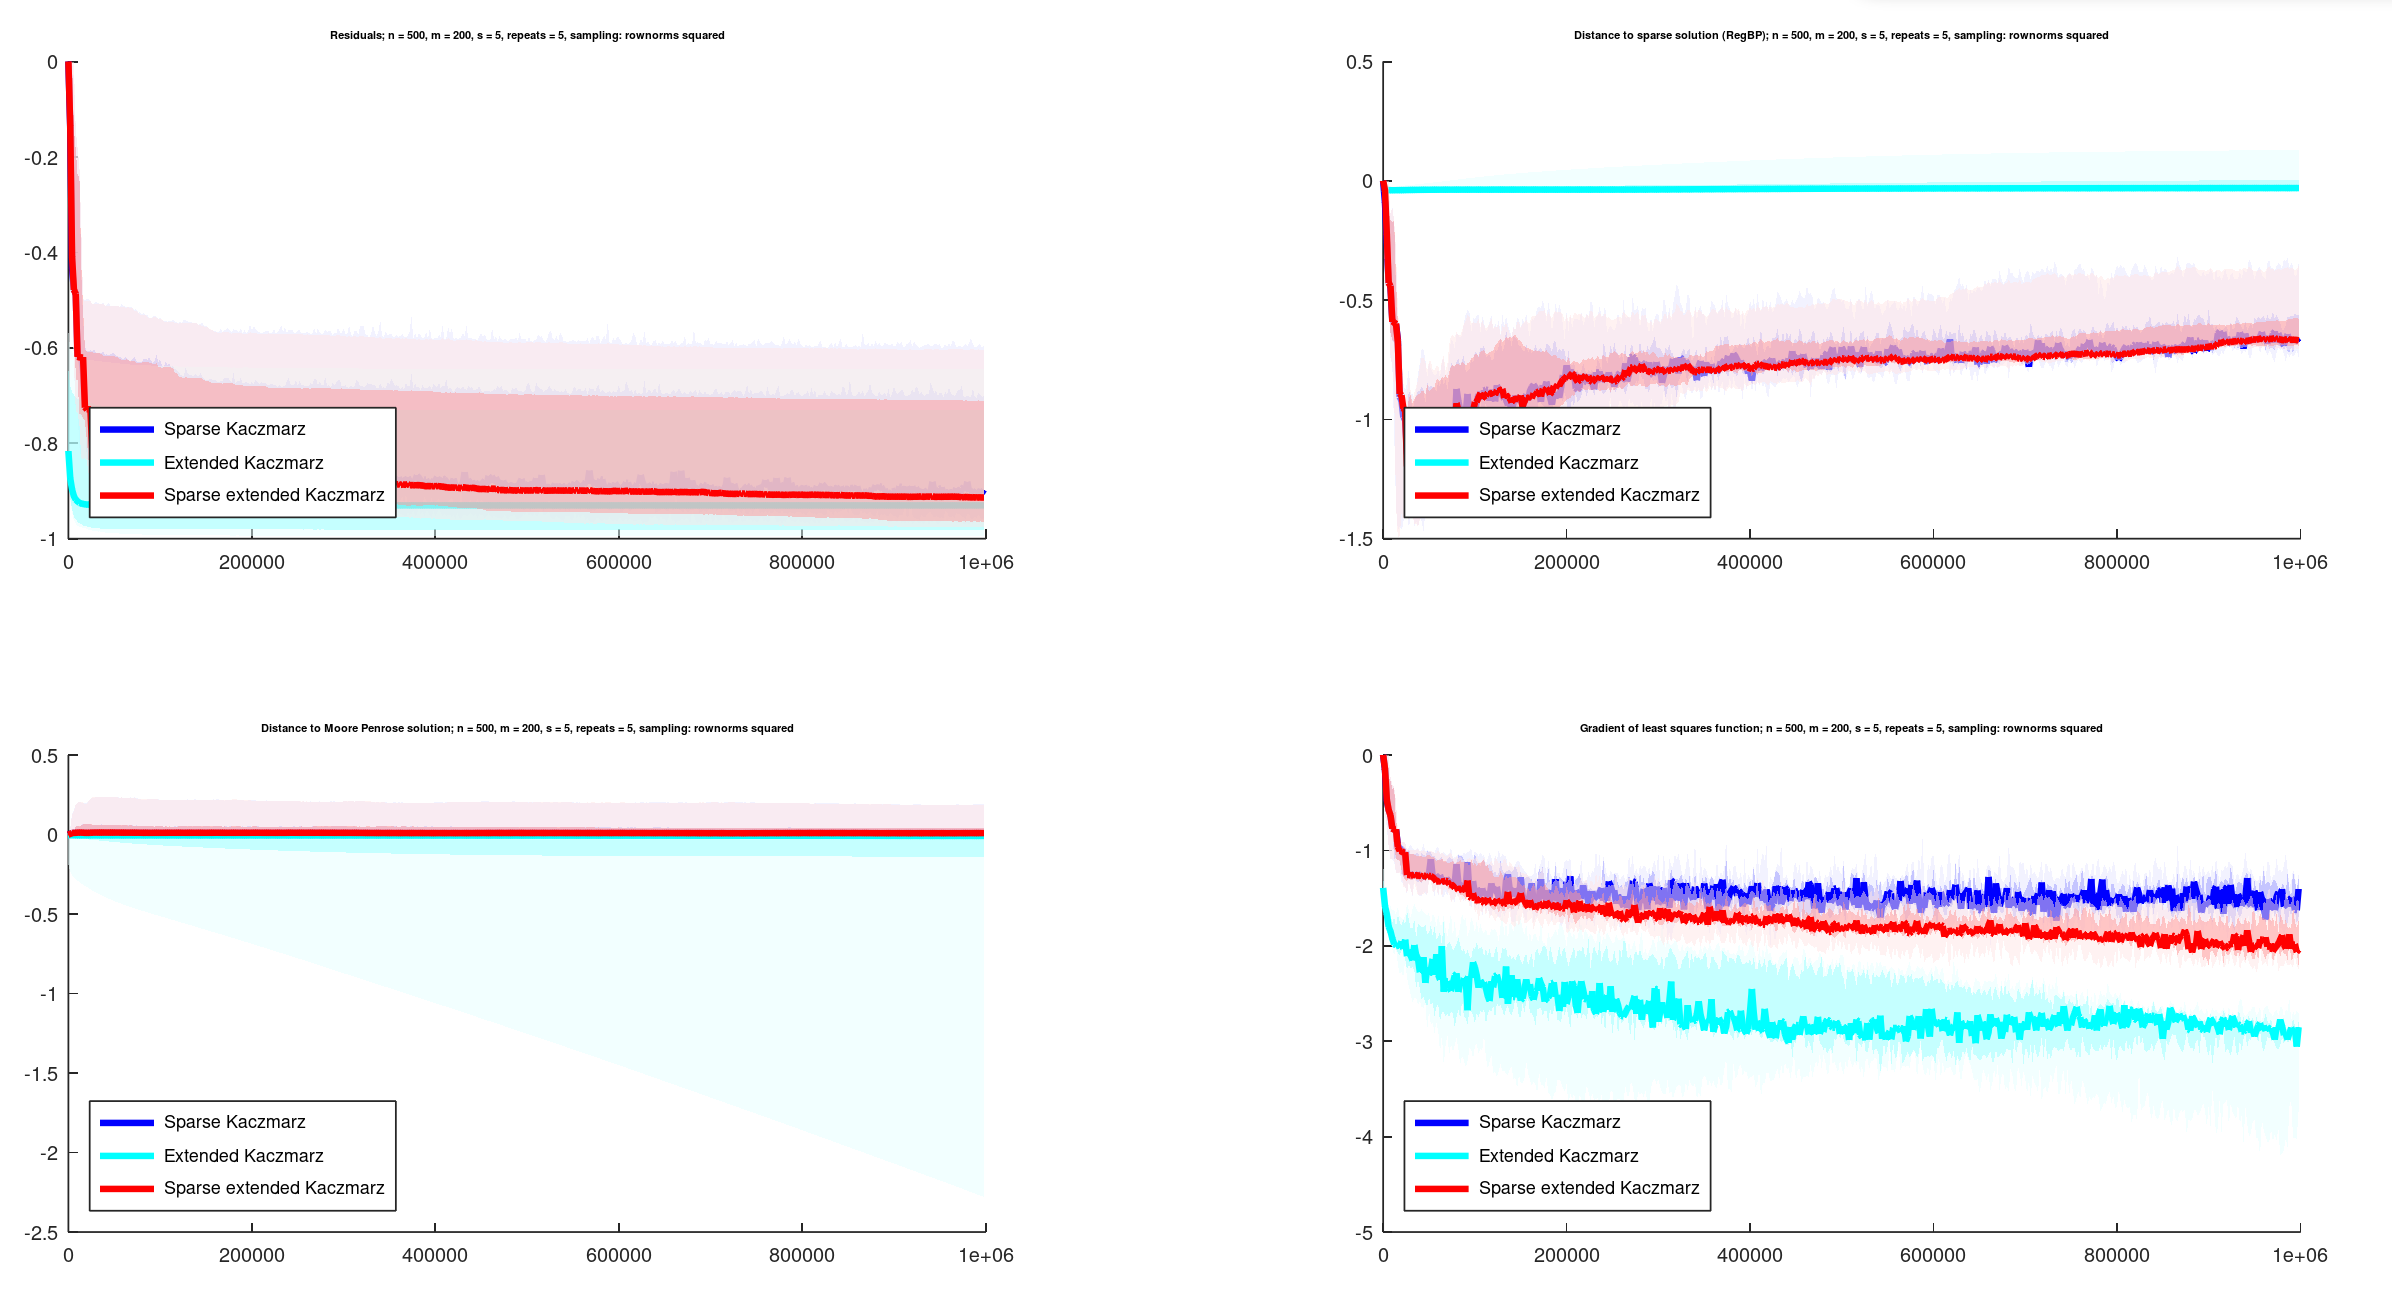 Residuals; n = 500, m = 200, s = 5, repeats = 5, sampling: rownorms squared
0
-0.2
-0.4
-0.6
-0.8
-1
0 200000 400000 600000 800000 1e+06
Sparse Kaczmarz
Extended Kaczmarz
Sparse extended Kaczmarz
Distance to sparse solution (RegBP); n = 500, m = 200, s = 5, repeats = 5, sampling: rownorms squared
0.5
0
-0.5
-1
-1.5
0 200000 400000 600000 800000 1e+06
Sparse Kaczmarz
Extended Kaczmarz
Sparse extended Kaczmarz
Distance to Moore Penrose solution; n = 500, m = 200, s = 5, repeats = 5, sampling: rownorms squared
0.5
0
-0.5
-1
-1.5
-2
-2.5
0 200000 400000 600000 800000 1e+06
Sparse Kaczmarz
Extended Kaczmarz
Sparse extended Kaczmarz
Gradient of least squares function; n = 500, m = 200, s = 5, repeats = 5, sampling: rownorms squared
0
-1
-2
-3
-4
-5
0 200000 400000 600000 800000 1e+06
Sparse Kaczmarz
Extended Kaczmarz
Sparse extended Kaczmarz